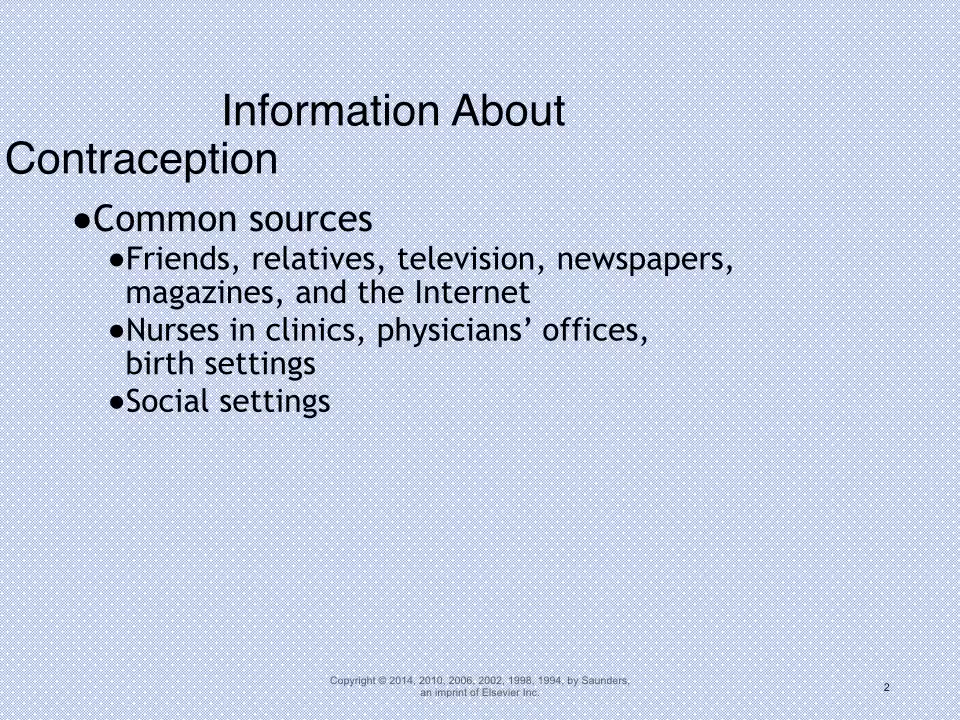 Information About
Contraception
●Common sources
●Friends, relatives, television, newspapers,
magazines, and the Internet
●Nurses in clinics, physicians’ offices,
birth settings
●Social settings
Copyright © 2014, 2010, 2006, 2002, 1998, 1994, by Saunders,
an imprint of Elsevier Inc.
2